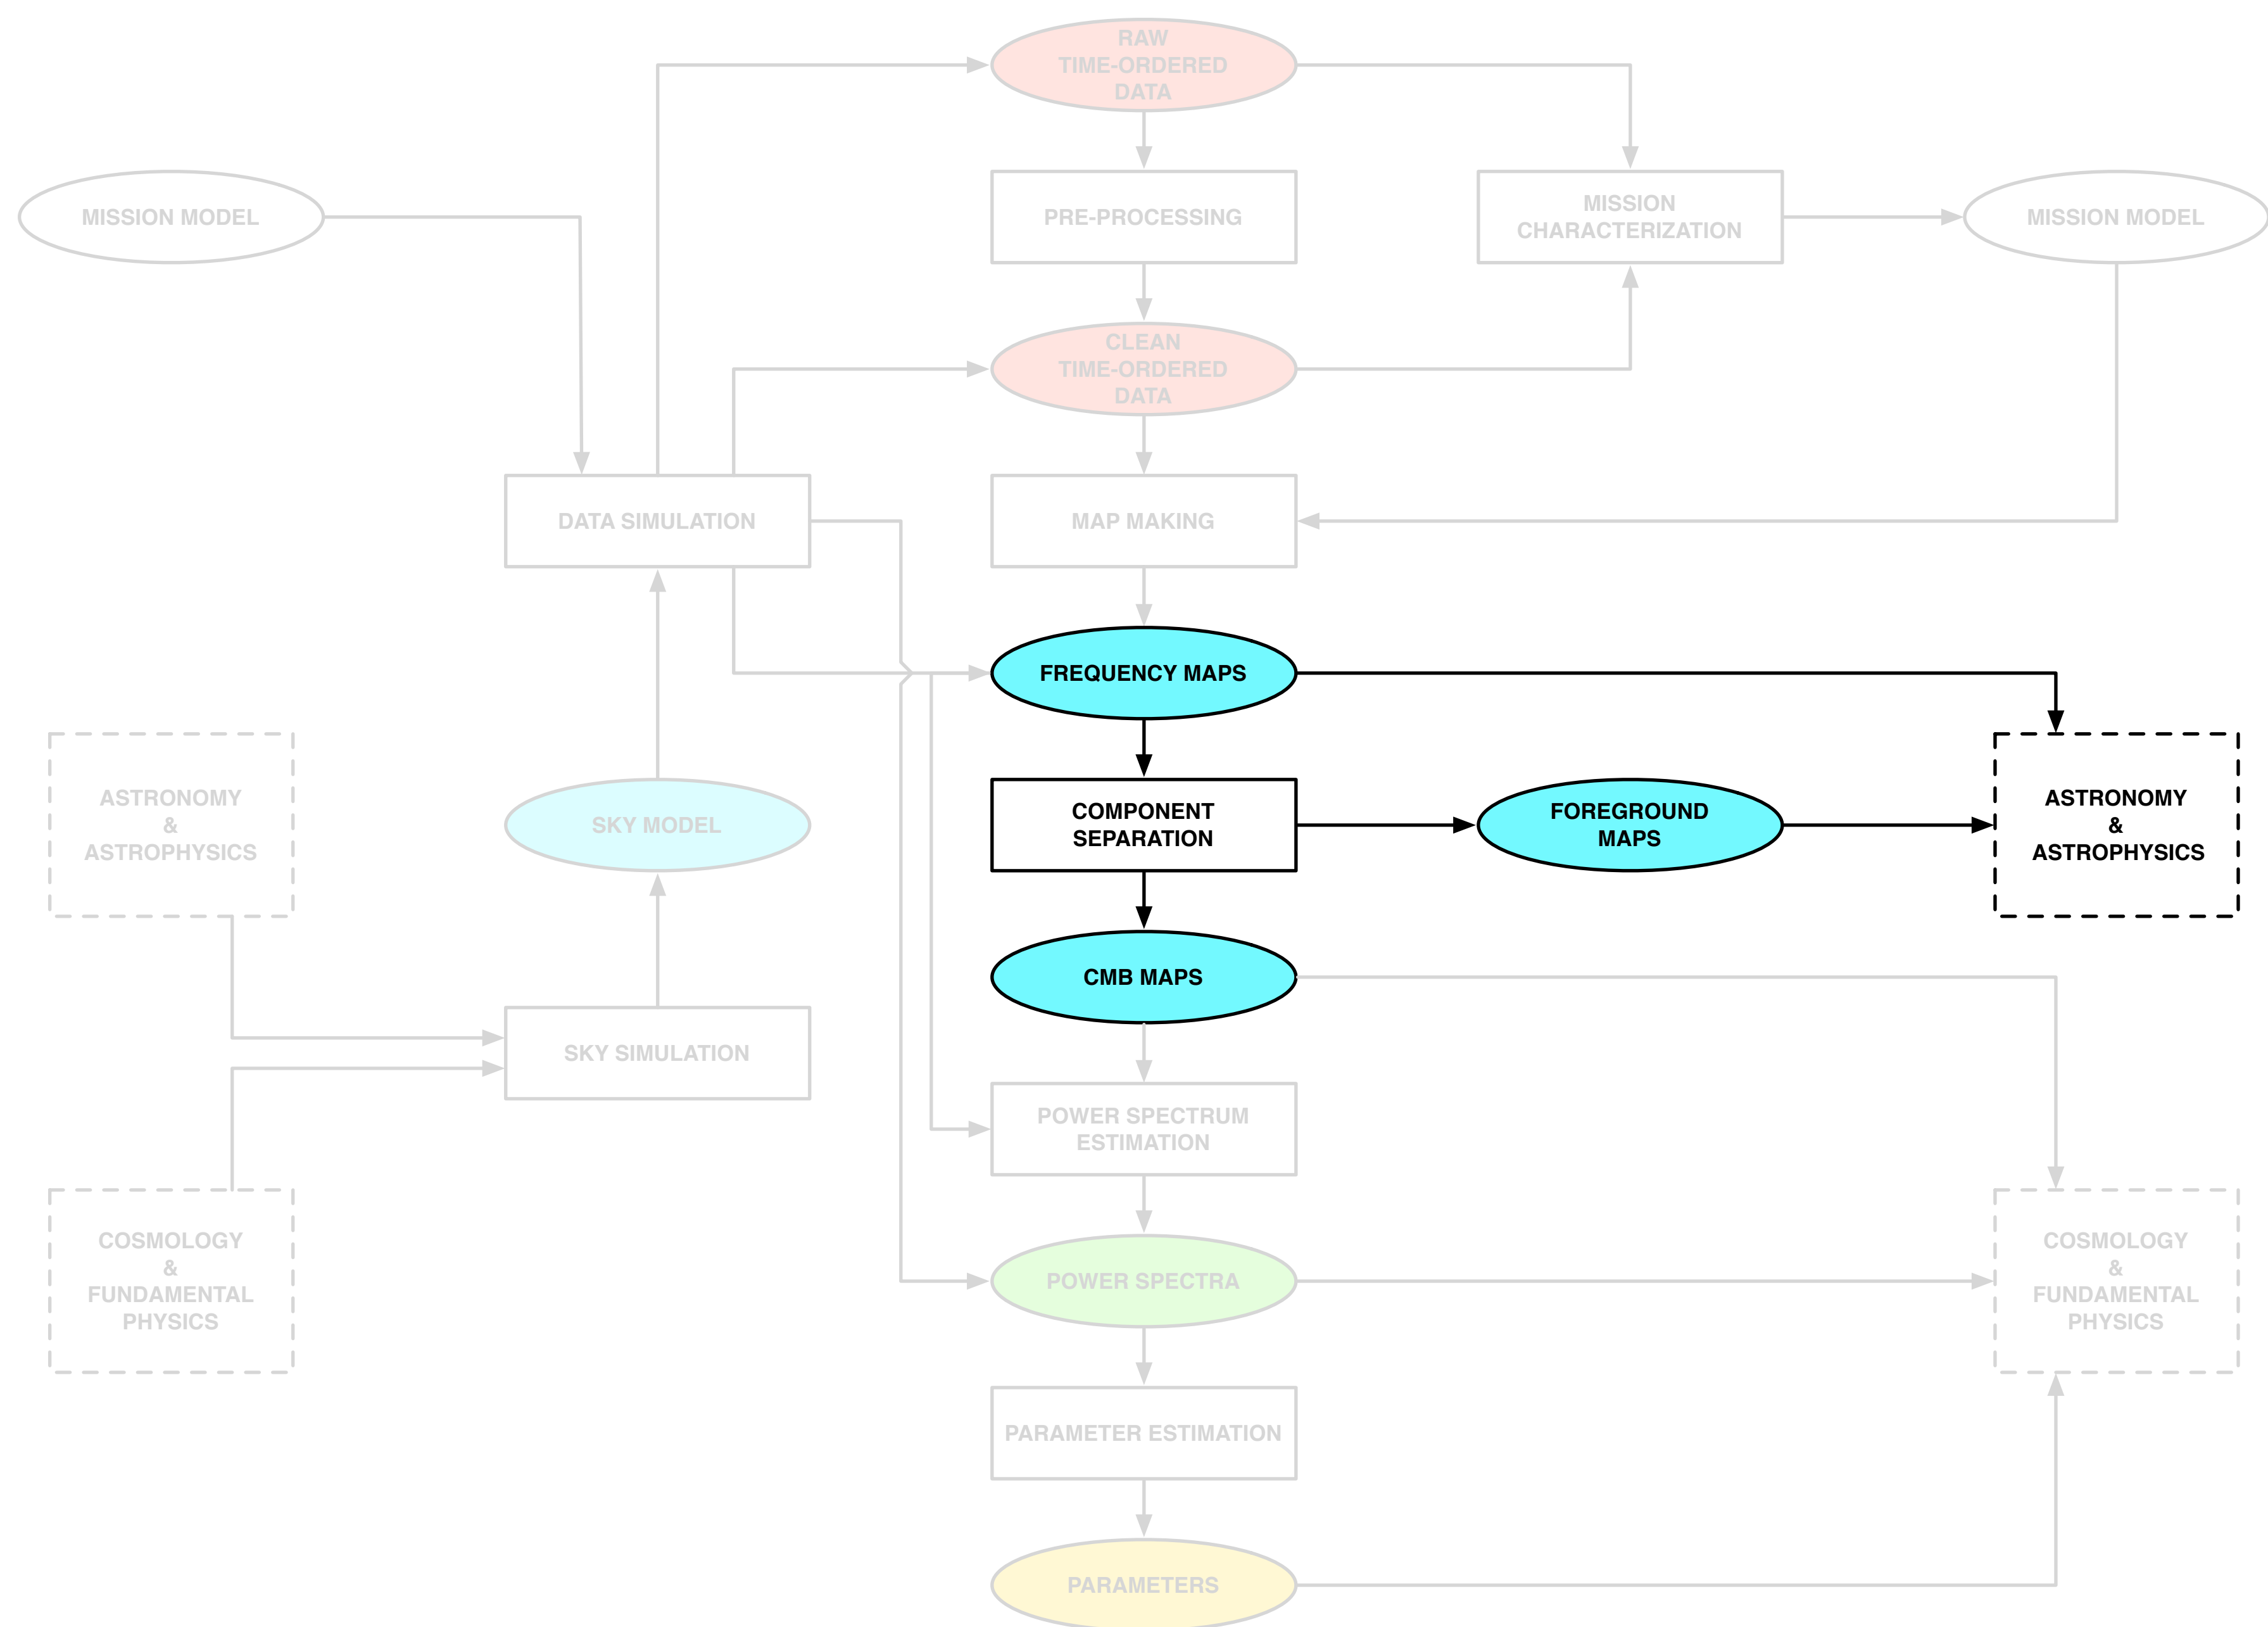 RAW
TIME-ORDERED
DATA
MISSION MODEL
PRE-PROCESSING
MISSION
CHARACTERIZATION
MISSION MODEL
CLEAN
TIME-ORDERED
DATA
DATA SIMULATION
MAP MAKING
FREQUENCY MAPS
ASTRONOMY
&
ASTROPHYSICS
SKY MODEL
COMPONENT
SEPARATION
FOREGROUND
MAPS
ASTRONOMY
&
ASTROPHYSICS
CMB MAPS
SKY SIMULATION
POWER SPECTRUM
ESTIMATION
COSMOLOGY
&
FUNDAMENTAL
PHYSICS
POWER SPECTRA
COSMOLOGY
&
FUNDAMENTAL
PHYSICS
PARAMETER ESTIMATION
PARAMETERS